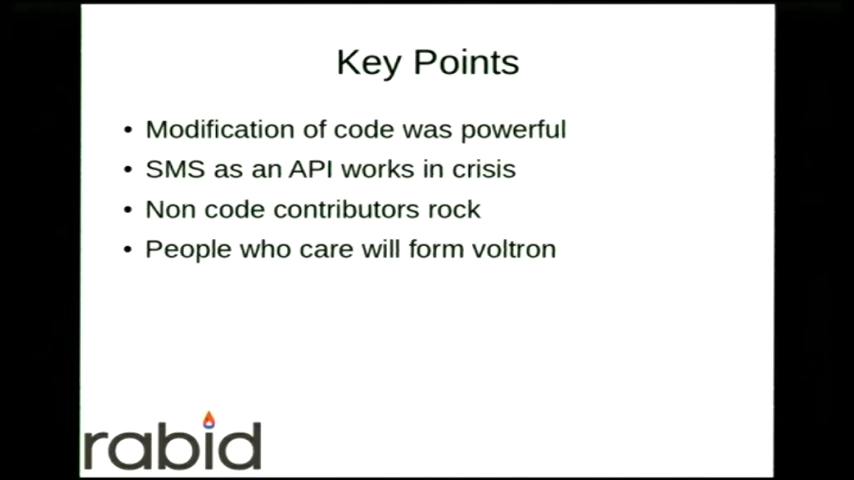 Key Points
• Modification of code was powerful
• SMS as an API works in crisis
• Non code contributors rock
• People who care will form voltron
rabid